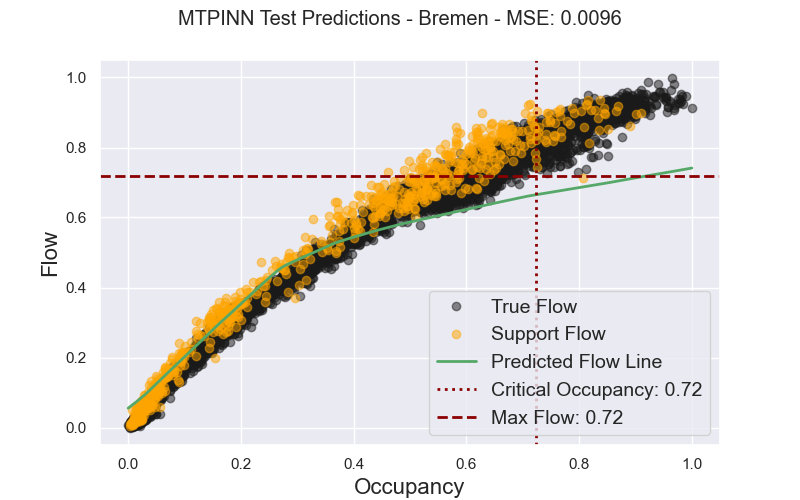 MTPINN Test Predictions - Bremen - MSE: 0.0096
1.0
0.8
0.6
0.4
0.2
0.0
Flow
True Flow
Support Flow
Predicted Flow Line
Critical Occupancy: 0.72
Max Flow: 0.72
0.0 0.2 0.4 0.6 0.8 1.0
Occupancy